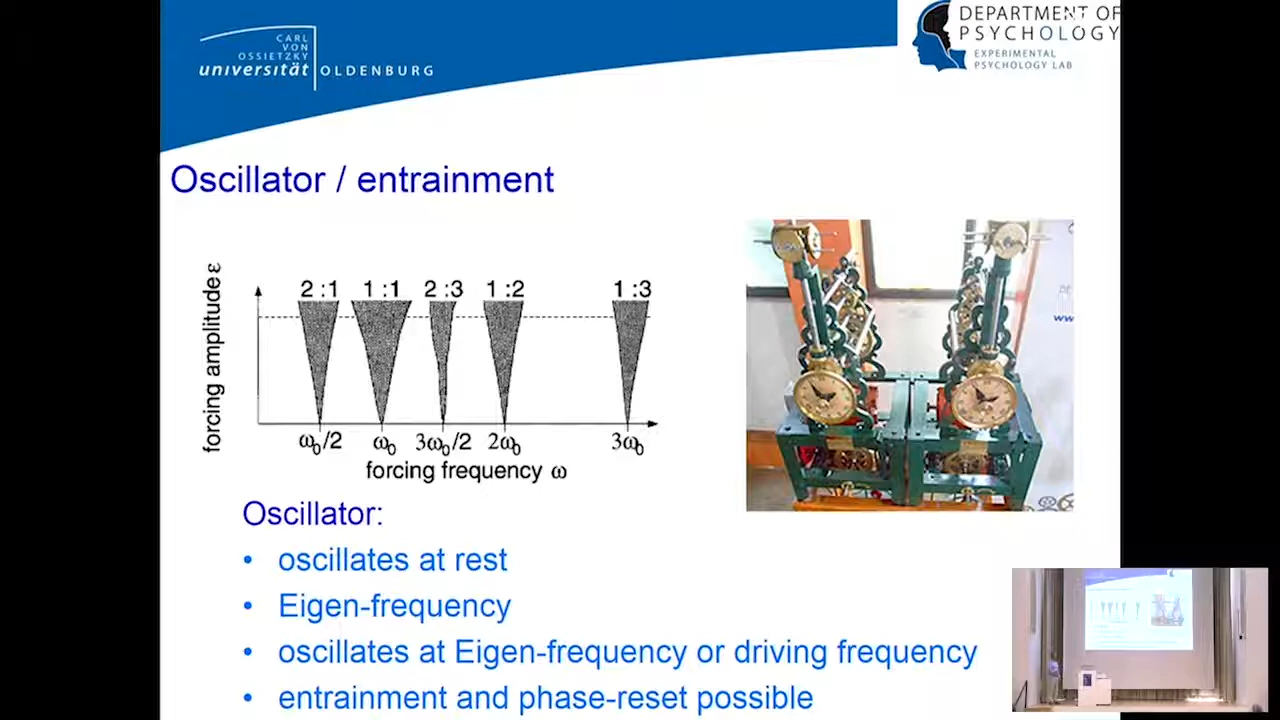 CARL
VON
OSSIETZKY
universität OLDENBURG
DEPARTMENT OF
PSYCHOLOGY
EXPERIMENTAL
PSYCHOLOGY LAB
Oscillator / entrainment
forcing amplitude ε
2 :1 1 :1 2 :3 1 :2 1 :3
ω₀/2 ω₀ 3ω₀/2 2ω₀ 3ω₀
forcing frequency ω
ww
Oscillator:
• oscillates at rest
• Eigen-frequency
• oscillates at Eigen-frequency or driving frequency
• entrainment and phase-reset possible